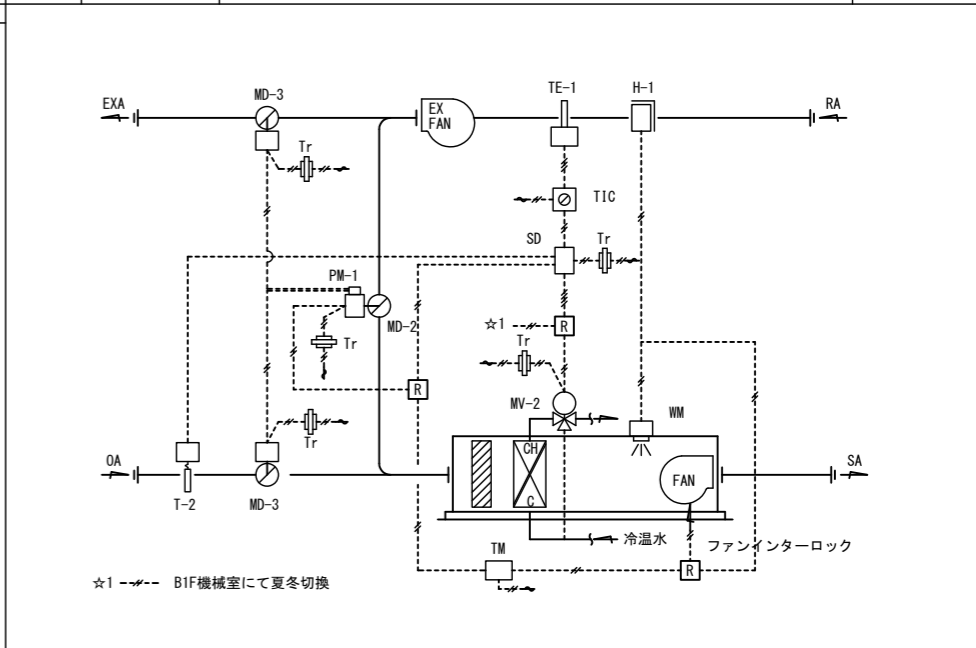 EXA
MD-3
EX
FAN
TE-1
H-1
RA
Tr
TIC
SD
Tr
PM-1
MD-2
☆1
R
Tr
Tr
MV-2
R
WM
Tr
CH
OA
SA
FAN
C
T-2
MD-3
冷温水
TM
ファンインターロック
R
☆1 B1F機械室にて夏冬切換